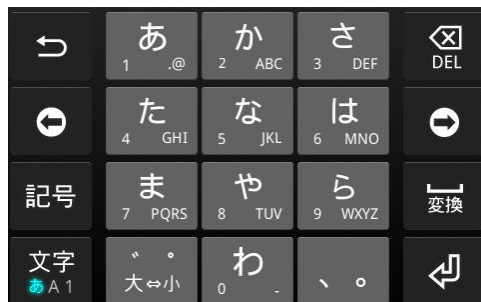 あ
1 .@
か
2 ABC
さ
3 DEF
DEL
た
4 GHI
な
5 JKL
は
6 MNO
記号
ま
7 PQRS
や
8 TUV
ら
9 WXYZ
変換
文字
あA1
゛ ゜
大⇔小
わ
0 -
、 。